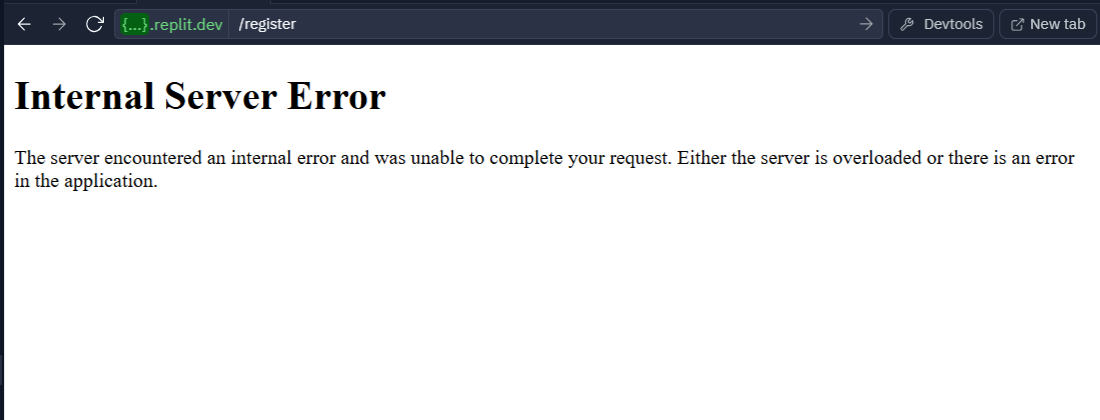 {...}.replit.dev /register Devtools New tab
Internal Server Error
The server encountered an internal error and was unable to complete your request. Either the server is overloaded or there is an error
in the application.